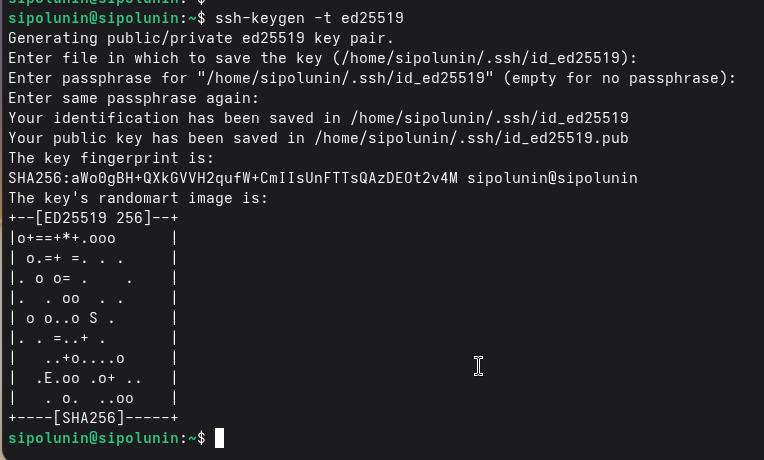 sipolunin@sipolunin:~$ ssh-keygen -t ed25519
Generating public/private ed25519 key pair.
Enter file in which to save the key (/home/sipolunin/.ssh/id_ed25519):
Enter passphrase for "/home/sipolunin/.ssh/id_ed25519" (empty for no passphrase):
Enter same passphrase again:
Your identification has been saved in /home/sipolunin/.ssh/id_ed25519
Your public key has been saved in /home/sipolunin/.ssh/id_ed25519.pub
The key fingerprint is:
SHA256:aWo0gBH+QXkGVVH2qufW+CmIIsUnFTTsQAzDEOt2v4M sipolunin@sipolunin
The key's randomart image is:
+--[ED25519 256]--+
|o+==+*+.ooo      |
| o.=+ =. . .     |
|. o o= .    .    |
|.  . oo  . .     |
| o o..o S .      |
|. . =..+ .       |
|   ..+o....o     |
|  .E.oo .o+ ..   |
|   . o.  ..oo    |
+----[SHA256]-----+
sipolunin@sipolunin:~$